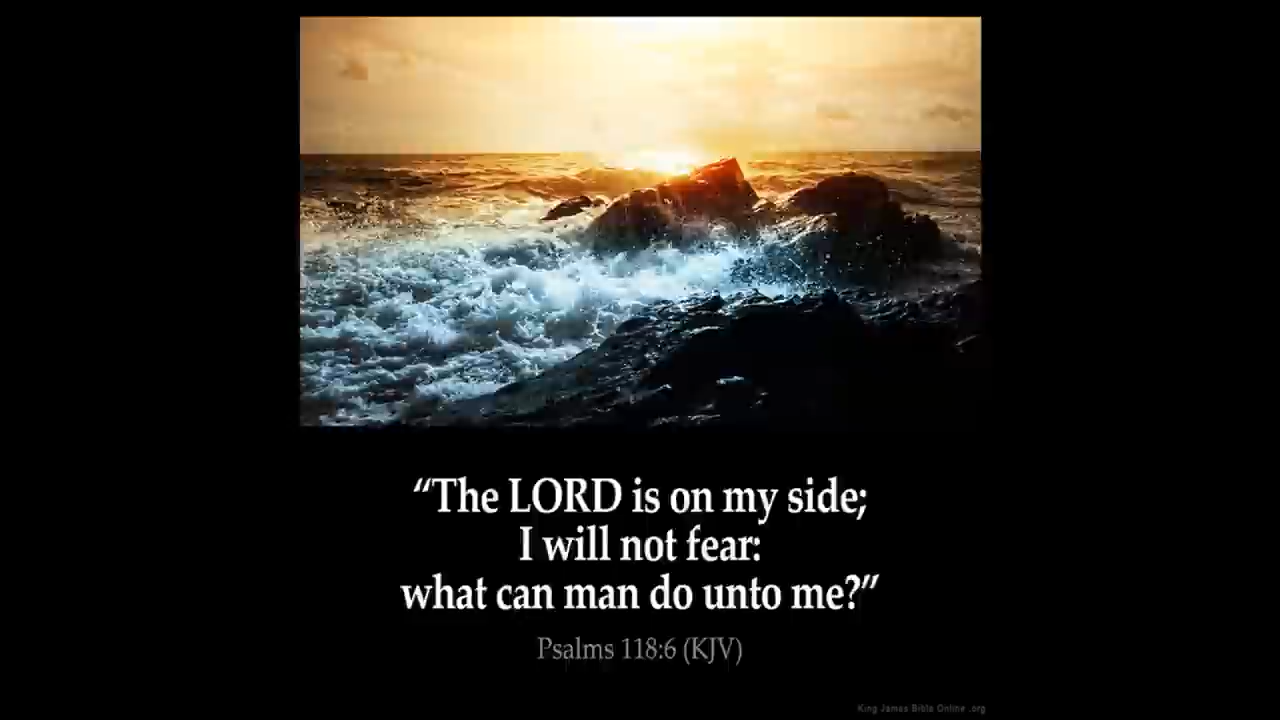 “The LORD is on my side;
I will not fear:
what can man do unto me?”
Psalms 118:6 (KJV)
King James Bible Online .org